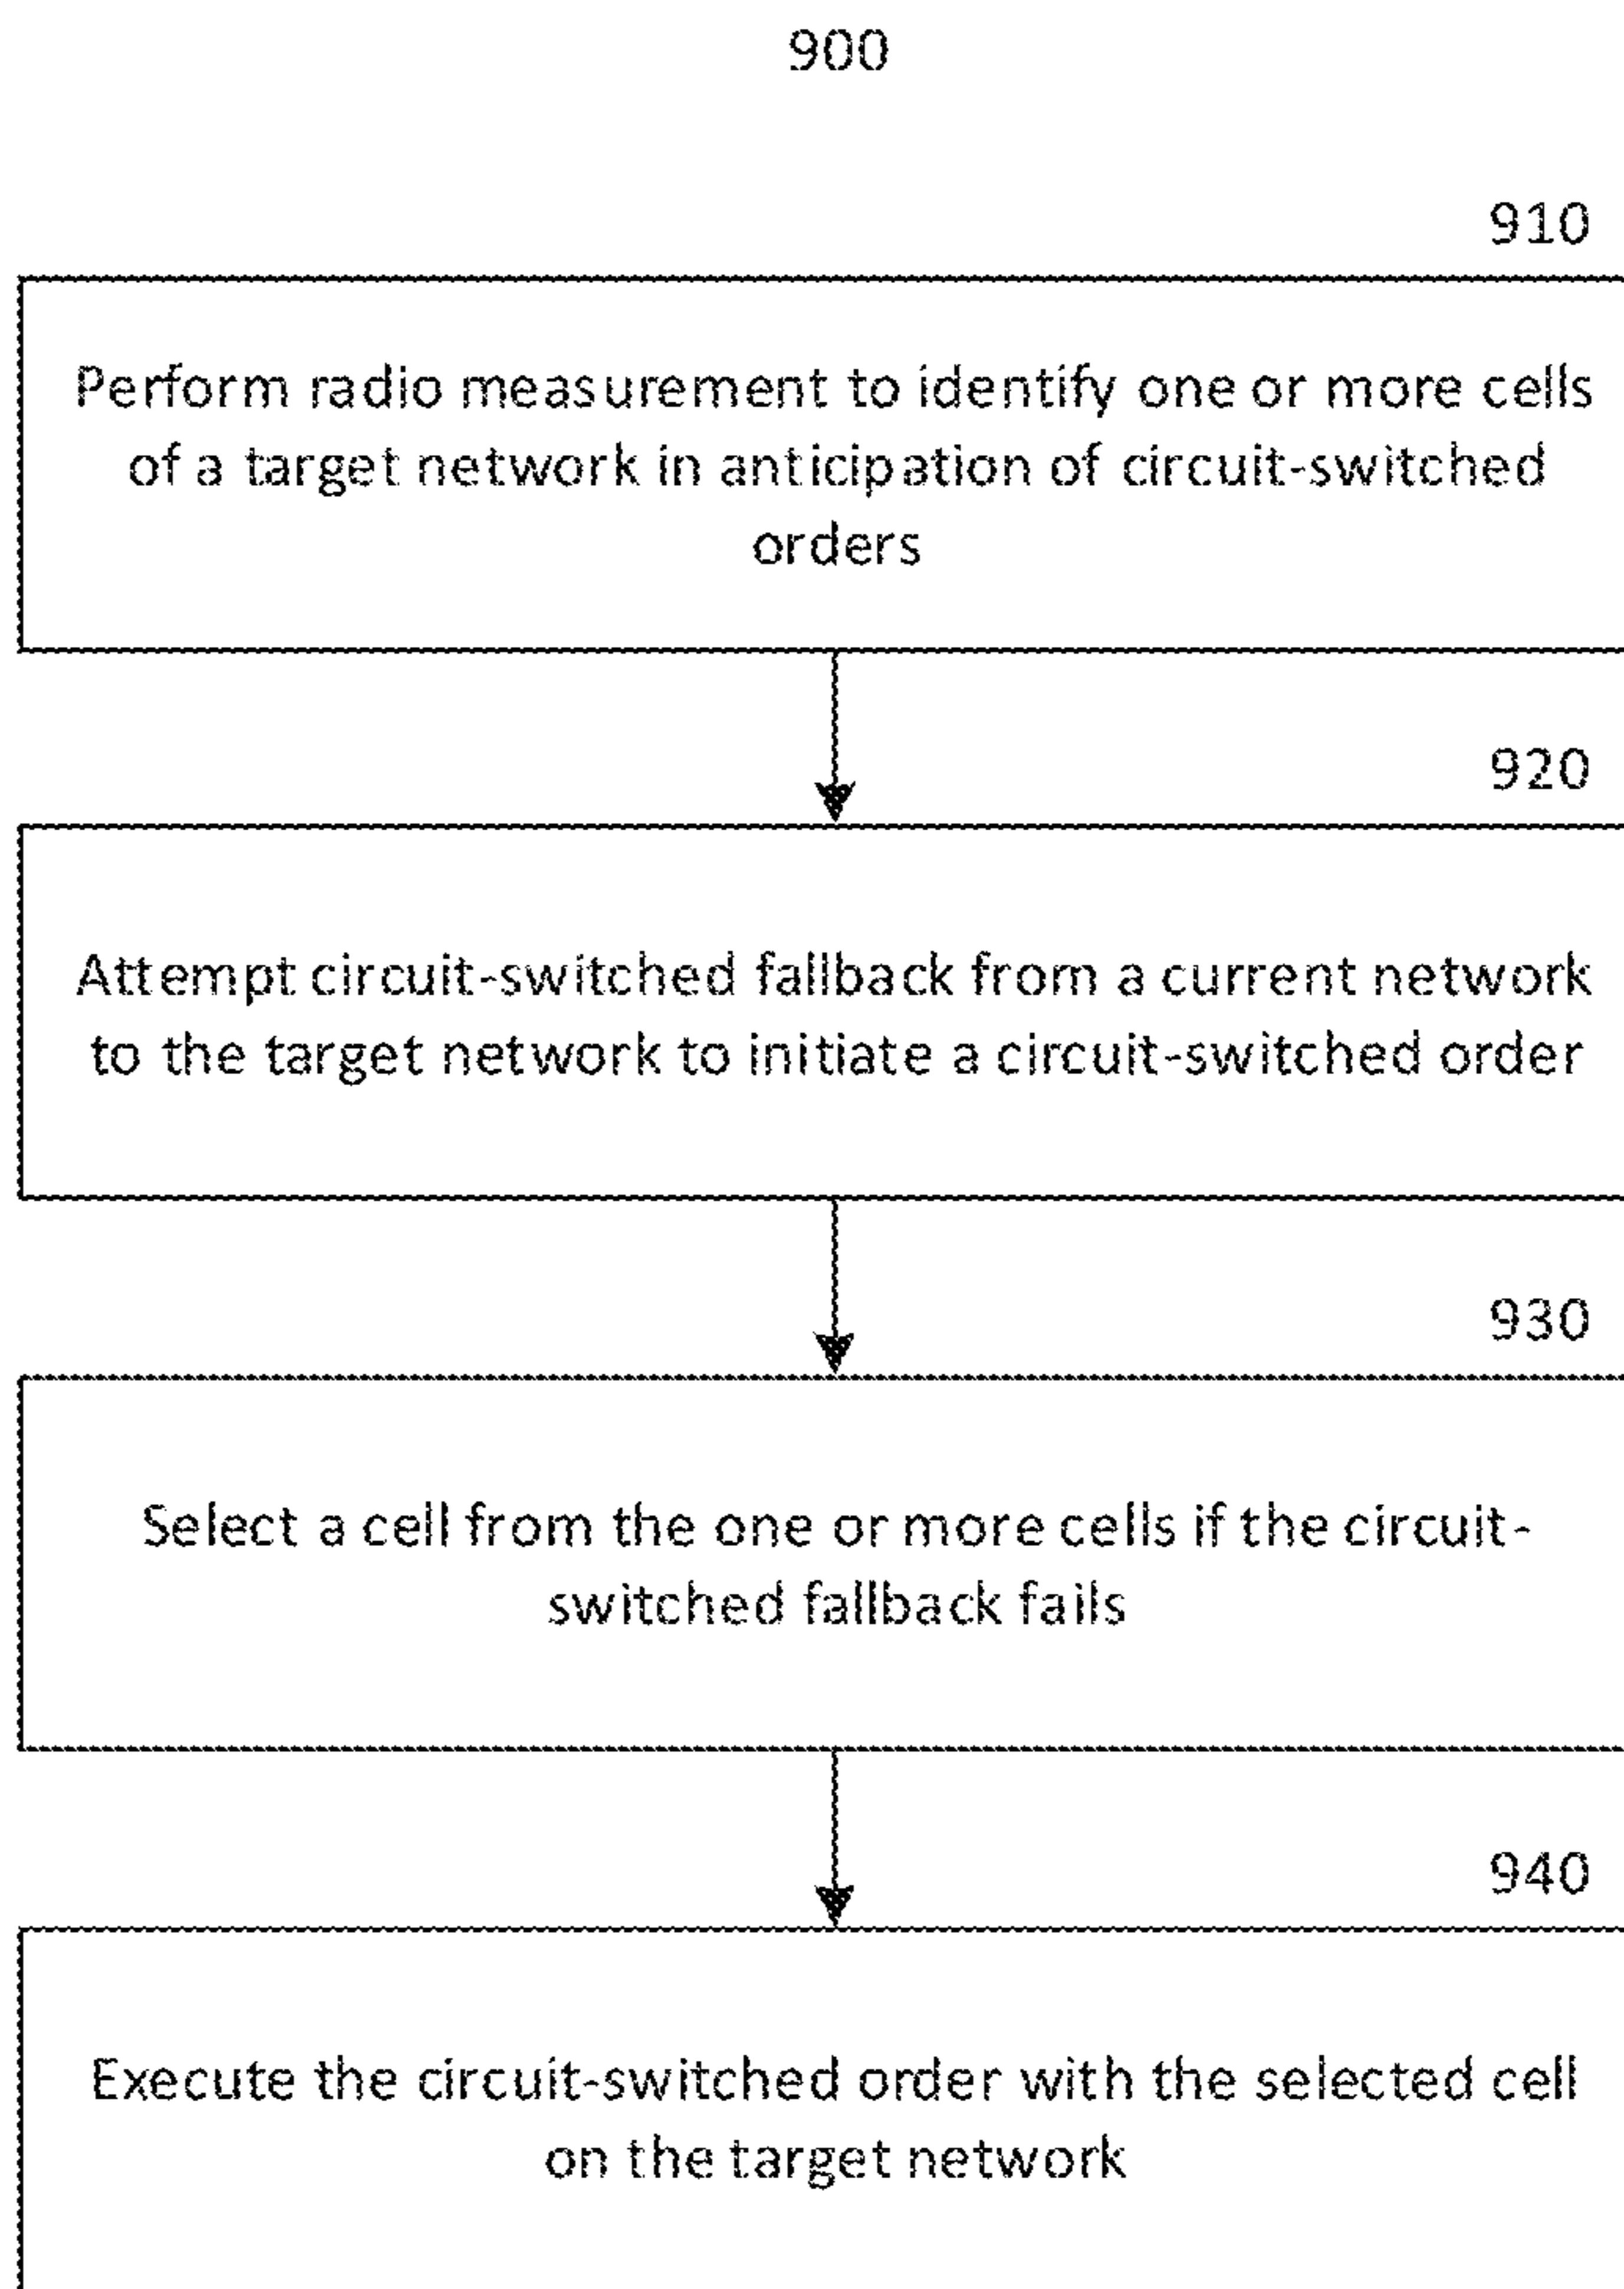 900
910
Perform radio measurement to identify one or more cells
of a target network in anticipation of circuit-switched
orders
920
Attempt circuit-switched fallback from a current network
to the target network to initiate a circuit-switched order
930
Select a cell from the one or more cells if the circuit-
switched fallback fails
940
Execute the circuit-switched order with the selected cell
on the target network